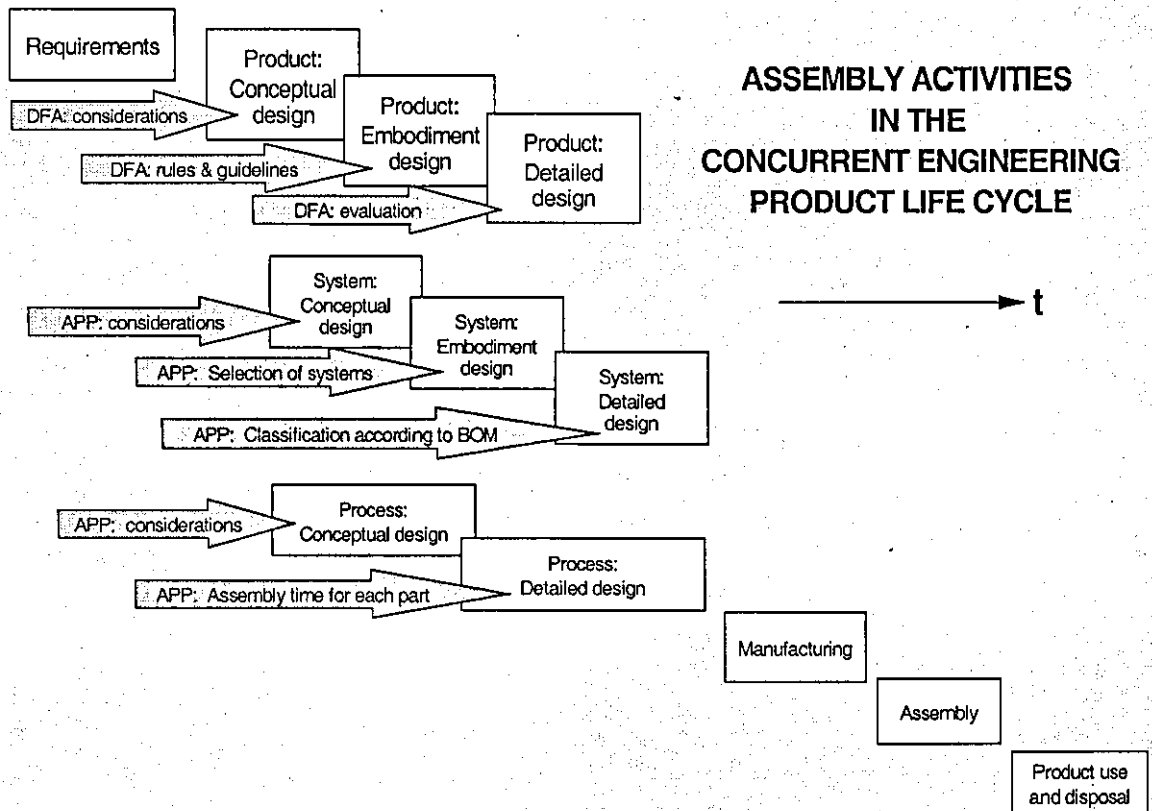 Requirements
Product:
Conceptual
design
ASSEMBLY ACTIVITIES
IN THE
CONCURRENT ENGINEERING
PRODUCT LIFE CYCLE
DFA: considerations
Product:
Embodiment
design
DFA: rules & guidelines
Product:
Detailed
design
DFA: evaluation
t
System:
Conceptual
design
APP: considerations
System:
Embodiment
design
APP: Selection of systems
System:
Detailed
design
APP: Classification according to BOM
Process:
Conceptual design
APP: considerations
Process:
Detailed design
APP: Assembly time for each part
Manufacturing
Assembly
Product use
and disposal